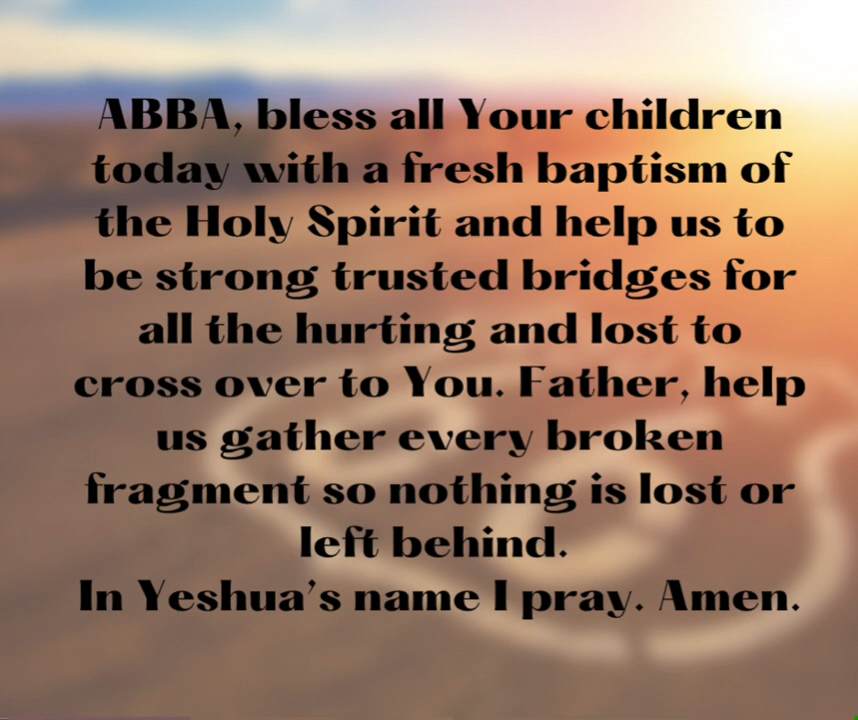 ABBA, bless all Your children
today with a fresh baptism of
the Holy Spirit and help us to
be strong trusted bridges for
all the hurting and lost to
cross over to You. Father, help
us gather every broken
fragment so nothing is lost or
left behind.
In Yeshua's name I pray. Amen.